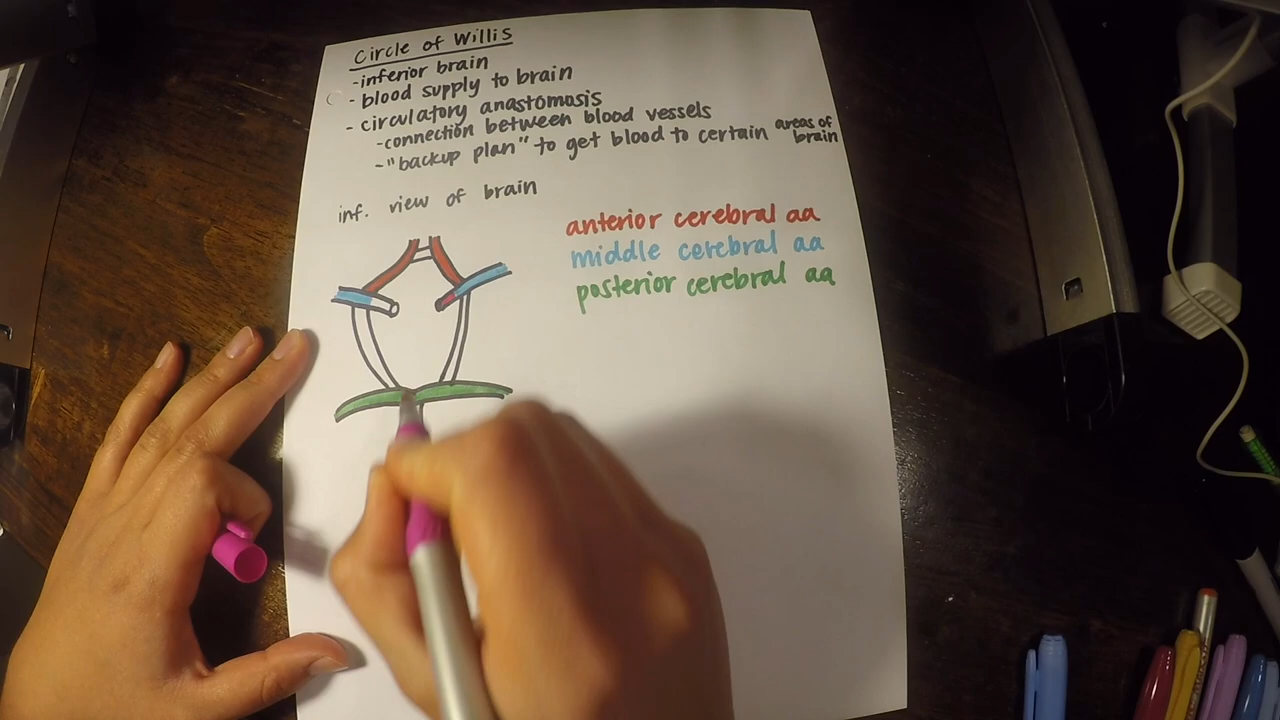 Circle of Willis
-inferior brain
- blood supply to brain
- circulatory anastomosis
-connection between blood vessels
-"backup plan" to get blood to certain areas of brain
inf. view of brain
anterior cerebral aa
middle cerebral aa
posterior cerebral aa